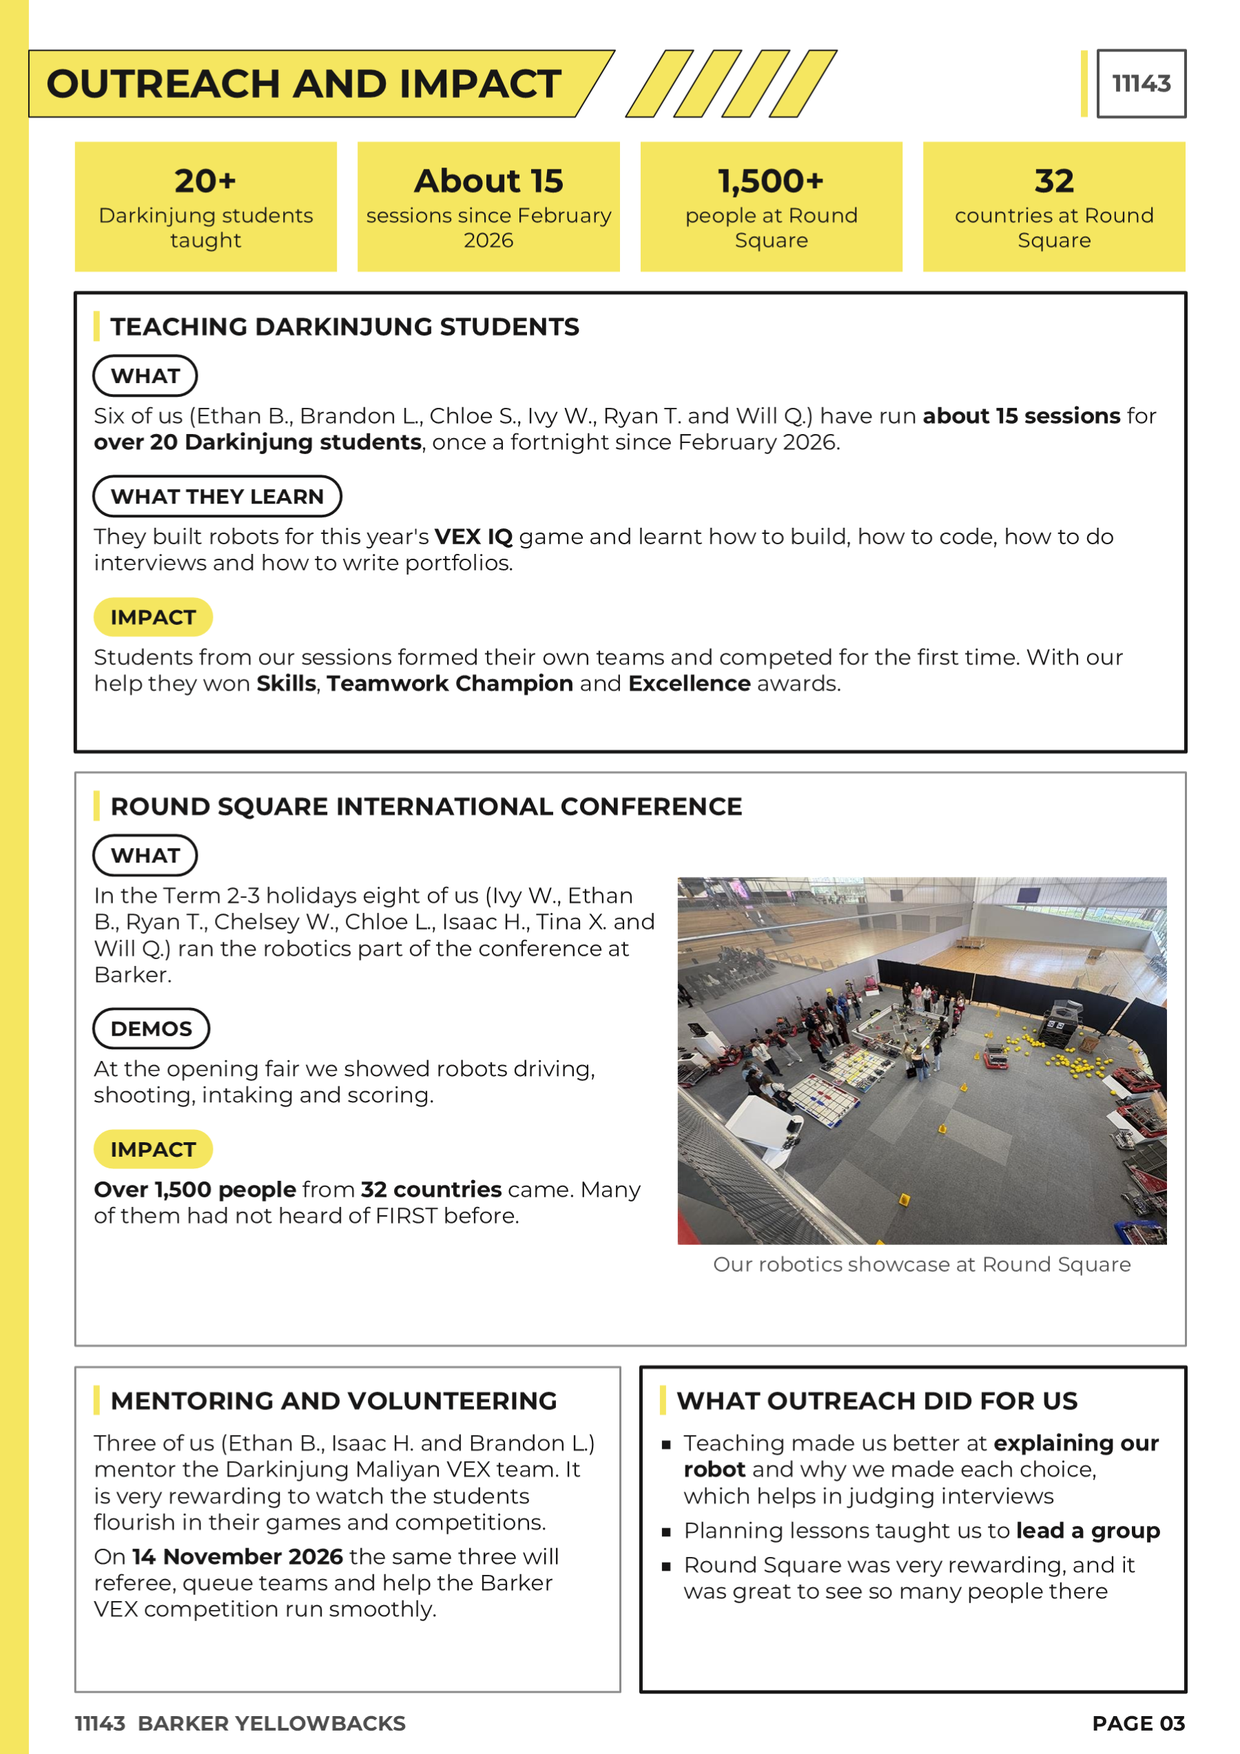 OUTREACH AND IMPACT
11143
20+
Darkinjung students
taught
About 15
sessions since February
2026
1,500+
people at Round
Square
32
countries at Round
Square
TEACHING DARKINJUNG STUDENTS
WHAT
Six of us (Ethan B., Brandon L., Chloe S., Ivy W., Ryan T. and Will Q.) have run about 15 sessions for
over 20 Darkinjung students, once a fortnight since February 2026.
WHAT THEY LEARN
They built robots for this year's VEX IQ game and learnt how to build, how to code, how to do
interviews and how to write portfolios.
IMPACT
Students from our sessions formed their own teams and competed for the first time. With our
help they won Skills, Teamwork Champion and Excellence awards.
ROUND SQUARE INTERNATIONAL CONFERENCE
WHAT
In the Term 2-3 holidays eight of us (Ivy W., Ethan
B., Ryan T., Chelsey W., Chloe L., Isaac H., Tina X. and
Will Q.) ran the robotics part of the conference at
Barker.
DEMOS
At the opening fair we showed robots driving,
shooting, intaking and scoring.
IMPACT
Over 1,500 people from 32 countries came. Many
of them had not heard of FIRST before.
Our robotics showcase at Round Square
MENTORING AND VOLUNTEERING
Three of us (Ethan B., Isaac H. and Brandon L.)
mentor the Darkinjung Maliyan VEX team. It
is very rewarding to watch the students
flourish in their games and competitions.
On 14 November 2026 the same three will
referee, queue teams and help the Barker
VEX competition run smoothly.
WHAT OUTREACH DID FOR US
▪ Teaching made us better at explaining our
robot and why we made each choice,
which helps in judging interviews
▪ Planning lessons taught us to lead a group
▪ Round Square was very rewarding, and it
was great to see so many people there
11143 BARKER YELLOWBACKS
PAGE 03